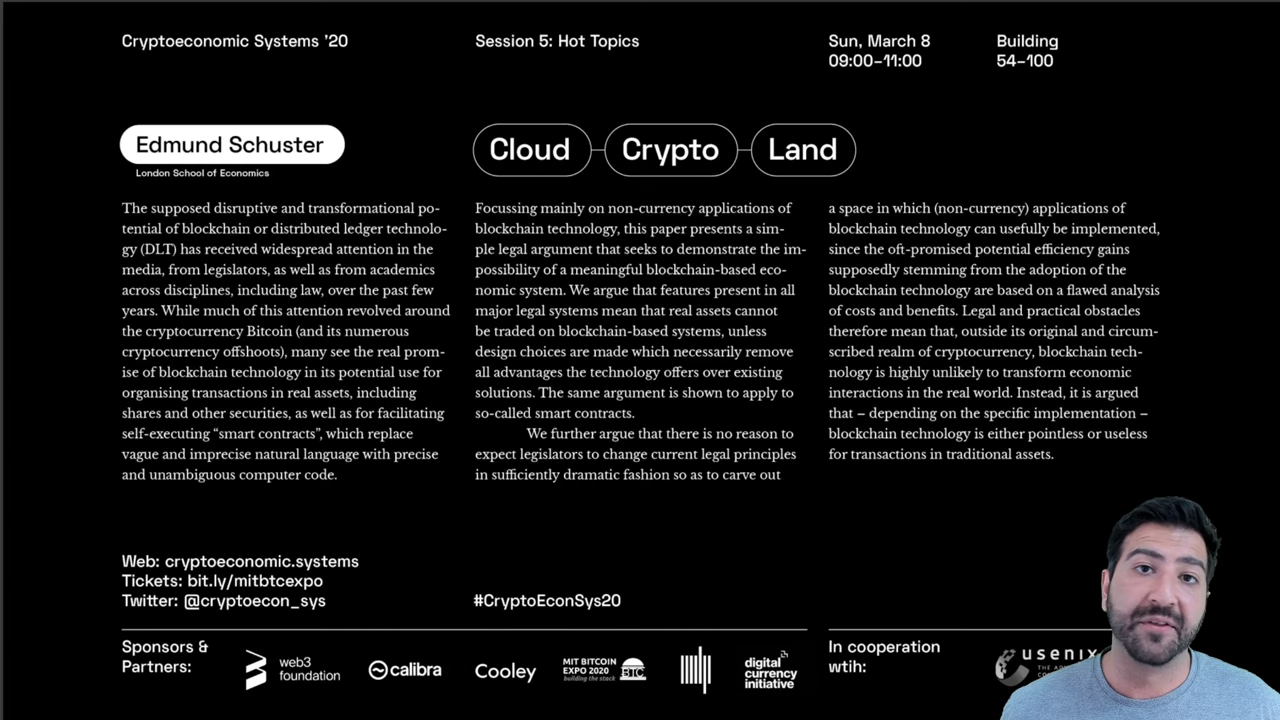 Cryptoeconomic Systems ’20
Session 5: Hot Topics
Sun, March 8
09:00–11:00
Building
54–100
Edmund Schuster
London School of Economics
Cloud
Crypto
Land
The supposed disruptive and transformational po-
tential of blockchain or distributed ledger technolo-
gy (DLT) has received widespread attention in the
media, from legislators, as well as from academics
across disciplines, including law, over the past few
years. While much of this attention revolved around
the cryptocurrency Bitcoin (and its numerous
cryptocurrency offshoots), many see the real prom-
ise of blockchain technology in its potential use for
organising transactions in real assets, including
shares and other securities, as well as for facilitating
self-executing “smart contracts”, which replace
vague and imprecise natural language with precise
and unambiguous computer code.
Focussing mainly on non-currency applications of
blockchain technology, this paper presents a sim-
ple legal argument that seeks to demonstrate the im-
possibility of a meaningful blockchain-based eco-
nomic system. We argue that features present in all
major legal systems mean that real assets cannot
be traded on blockchain-based systems, unless
design choices are made which necessarily remove
all advantages the technology offers over existing
solutions. The same argument is shown to apply to
so-called smart contracts.
We further argue that there is no reason to
expect legislators to change current legal principles
in sufficiently dramatic fashion so as to carve out
a space in which (non-currency) applications of
blockchain technology can usefully be implemented,
since the oft-promised potential efficiency gains
supposedly stemming from the adoption of the
blockchain technology are based on a flawed analysis
of costs and benefits. Legal and practical obstacles
therefore mean that, outside its original and circum-
scribed realm of cryptocurrency, blockchain tech-
nology is highly unlikely to transform economic
interactions in the real world. Instead, it is argued
that – depending on the specific implementation –
blockchain technology is either pointless or useless
for transactions in traditional assets.
Web: cryptoeconomic.systems
Tickets: bit.ly/mitbtcexpo
Twitter: @cryptoecon_sys
#CryptoEconSys20
Sponsors &
Partners:
web3
foundation
calibra
Cooley
MIT BITCOIN
EXPO 2020
building the stack
BTC
digital
currency
initiative
In cooperation
wtih:
usenix
THE